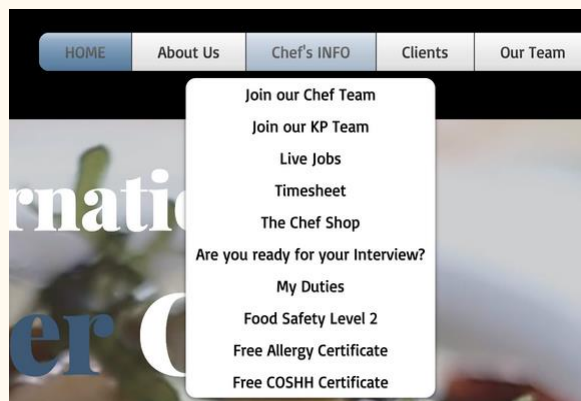 HOME About Us Chef's INFO Clients Our Team
Join our Chef Team
Join our KP Team
Live Jobs
Timesheet
The Chef Shop
Are you ready for your Interview?
My Duties
Food Safety Level 2
Free Allergy Certificate
Free COSHH Certificate